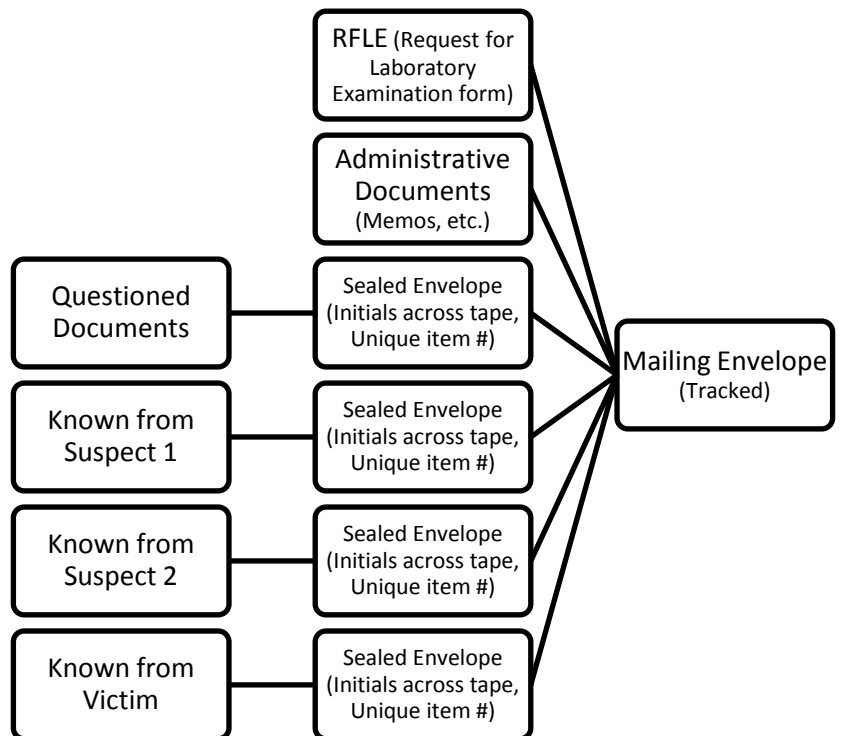 RFLE (Request for
Laboratory
Examination form)
Administrative
Documents
(Memos, etc.)
Questioned
Documents
Sealed Envelope
(Initials across tape,
Unique item #)
Mailing Envelope
(Tracked)
Known from
Suspect 1
Sealed Envelope
(Initials across tape,
Unique item #)
Known from
Suspect 2
Sealed Envelope
(Initials across tape,
Unique item #)
Known from
Victim
Sealed Envelope
(Initials across tape,
Unique item #)